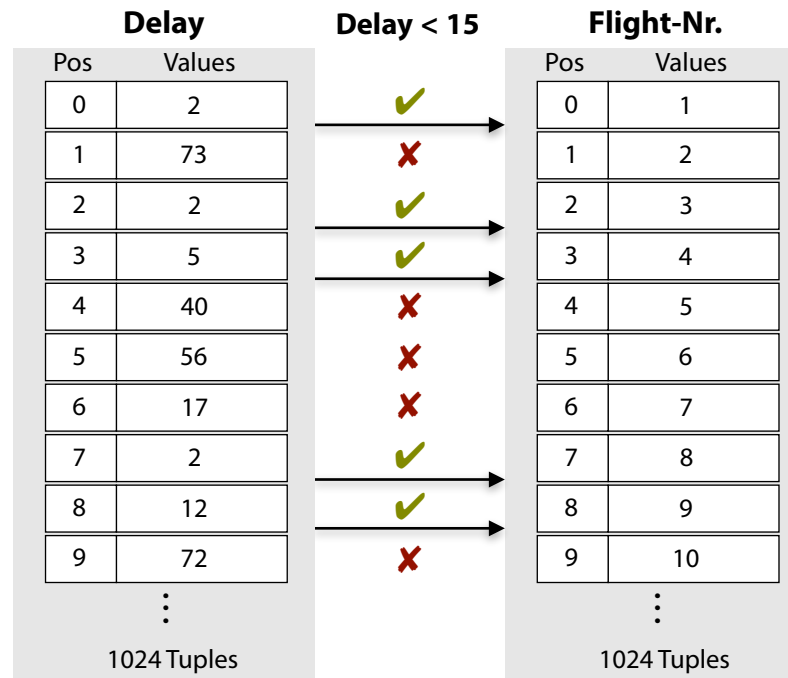 Delay Delay < 15 Flight-Nr.
Pos Values Pos Values
0 2 ✔ 0 1
1 73 ✘ 1 2
2 2 ✔ 2 3
3 5 ✔ 3 4
4 40 ✘ 4 5
5 56 ✘ 5 6
6 17 ✘ 6 7
7 2 ✔ 7 8
8 12 ✔ 8 9
9 72 ✘ 9 10
⋮ ⋮
1024 Tuples 1024 Tuples